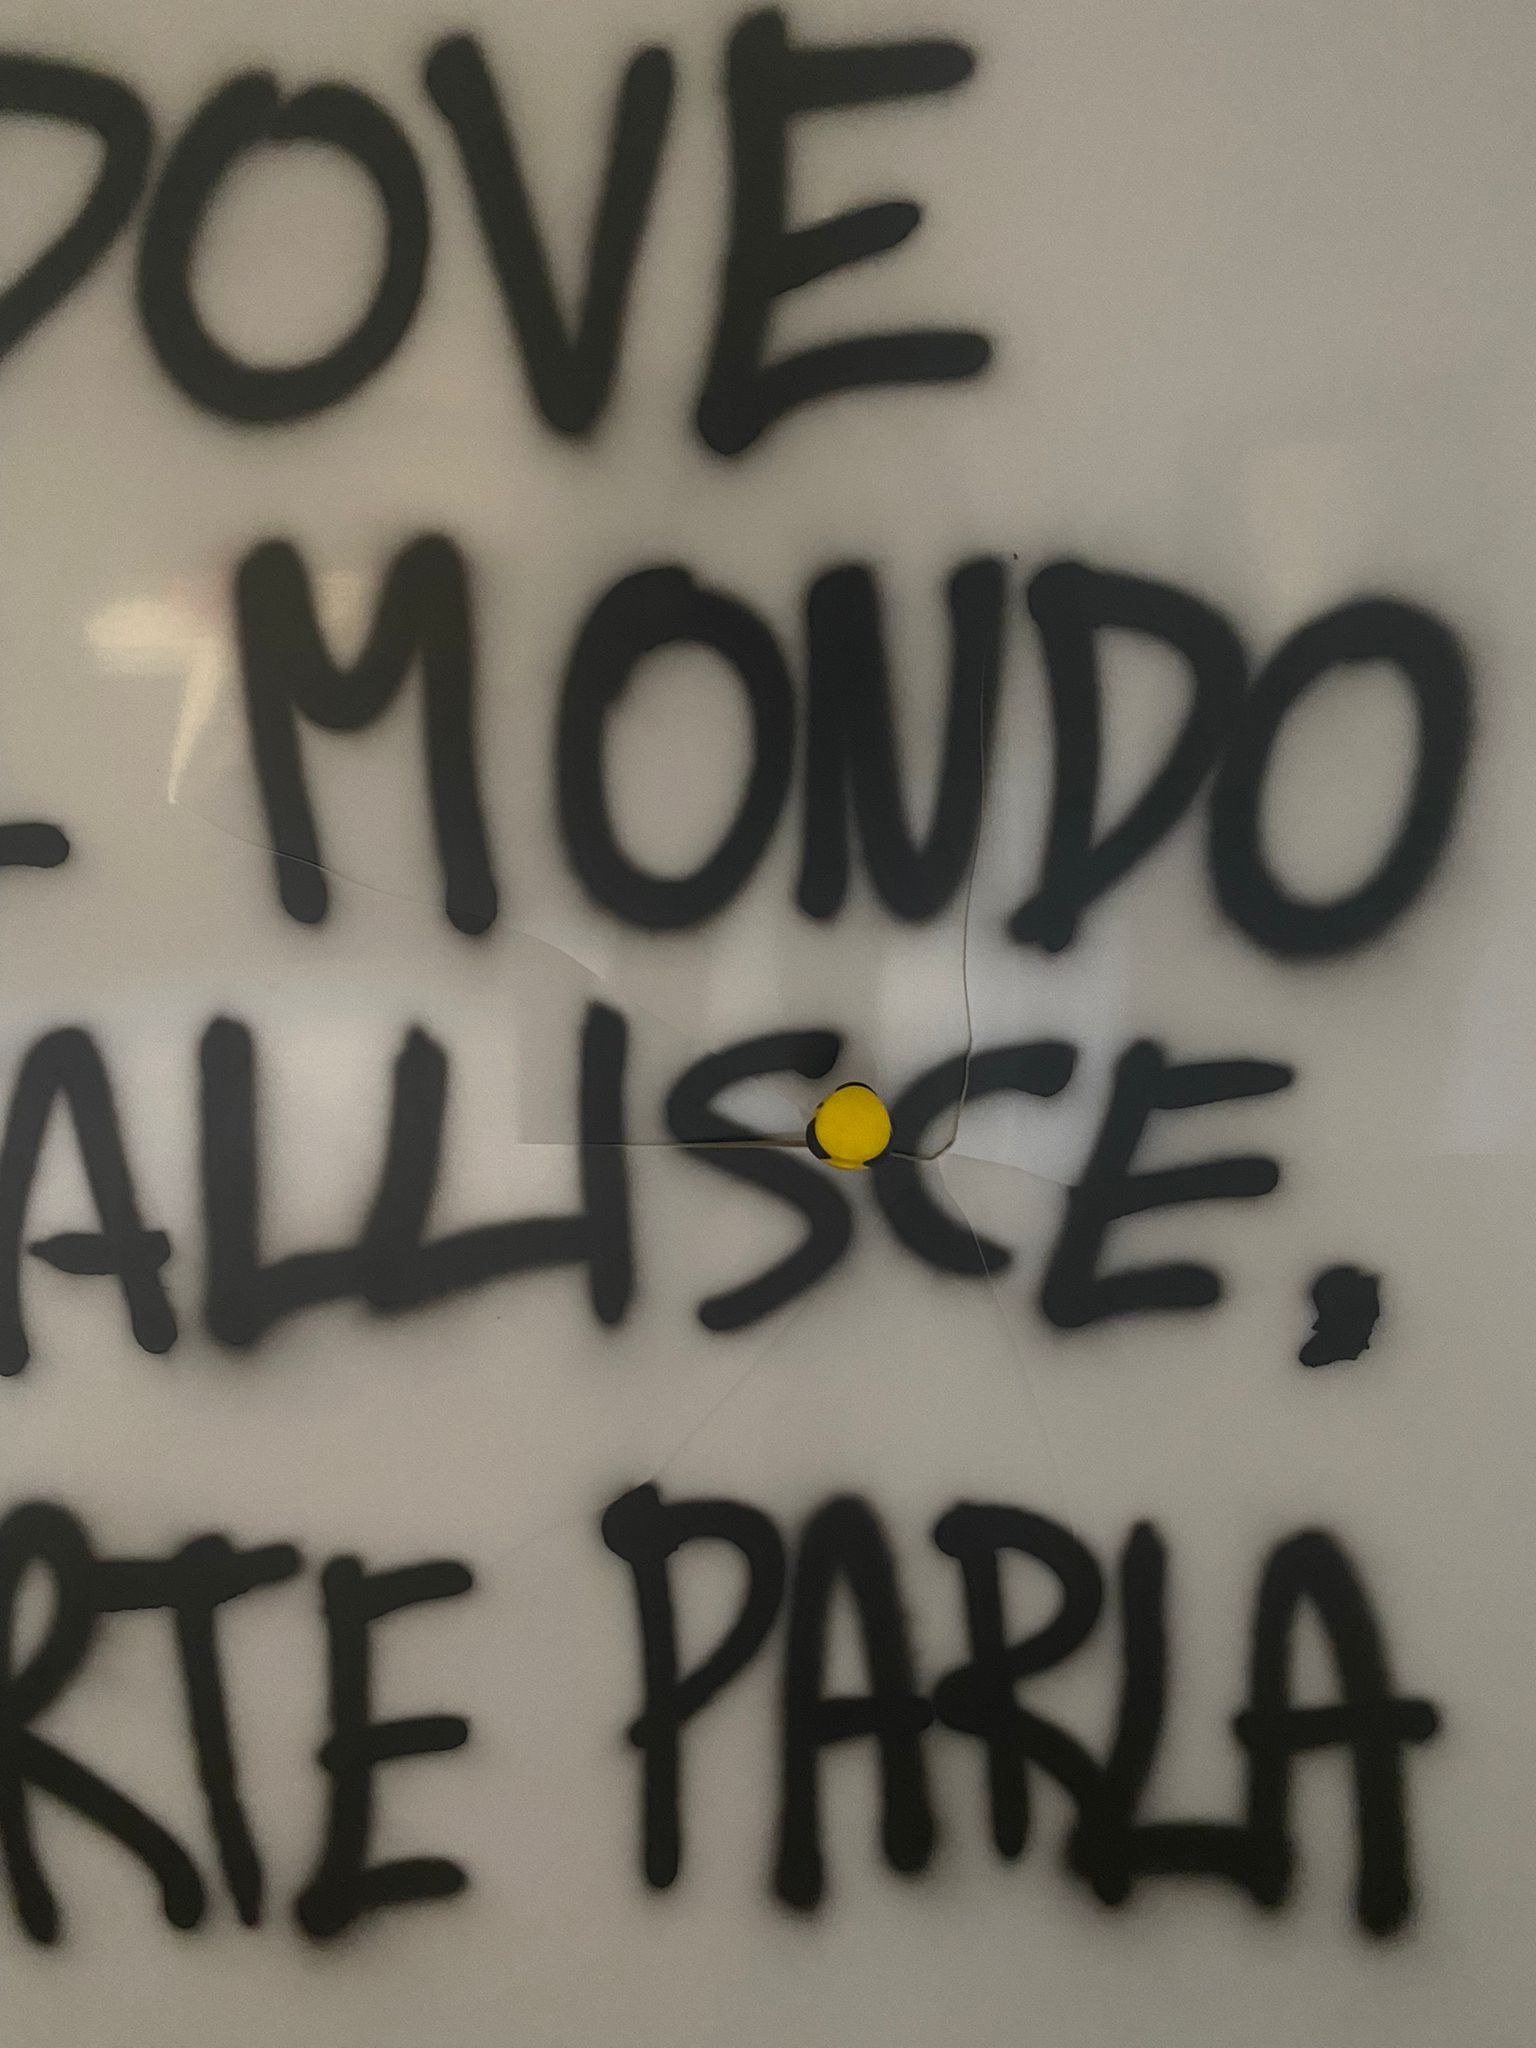 DOVE
L MONDO
ALLISCE,
RTE PARLA